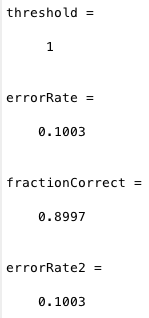 threshold =
1
errorRate =
0.1003
fractionCorrect =
0.8997
errorRate2 =
0.1003